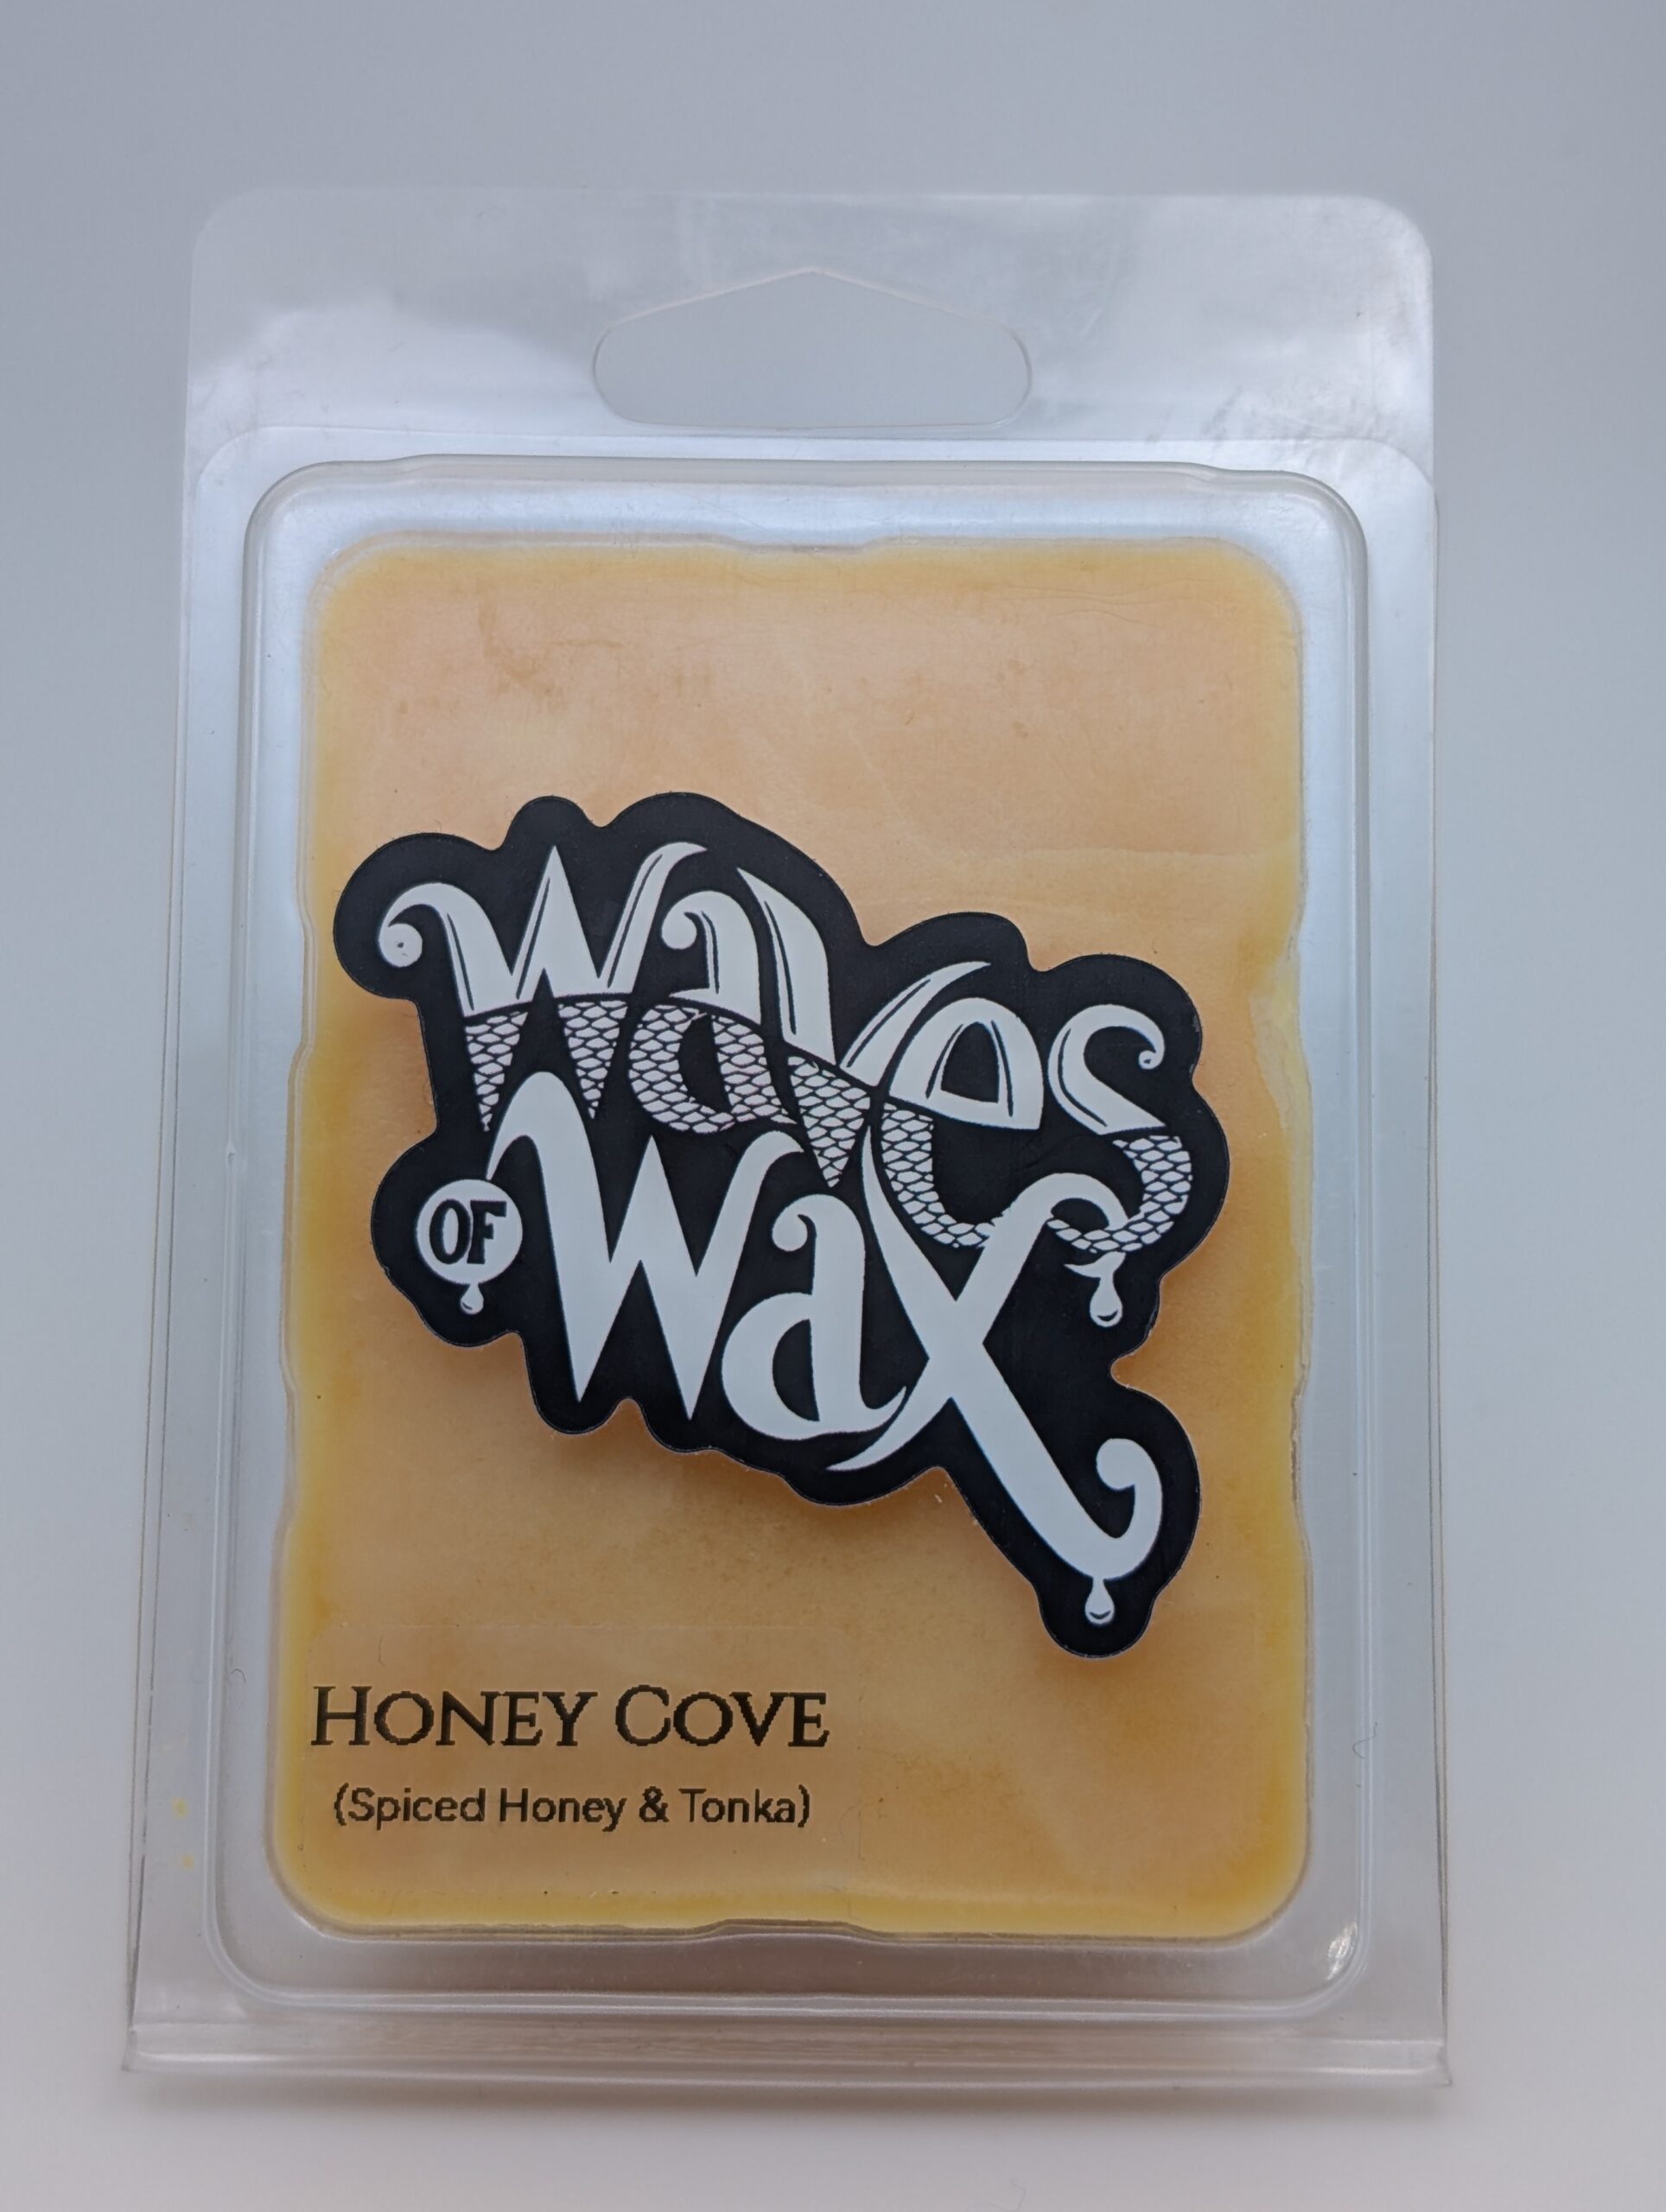 Waves
OF
Wax
HONEY COVE
(Spiced Honey & Tonka)